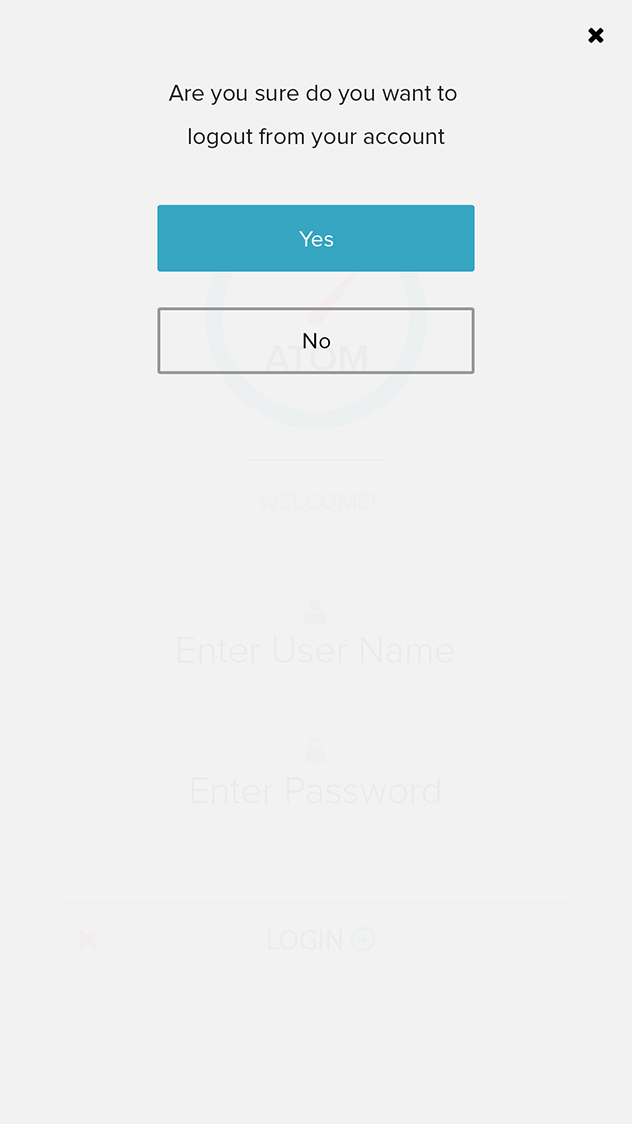 Are you sure do you want to
logout from your account
Yes
No
ATOM
WELCOME!
Enter User Name
Enter Password
LOGIN